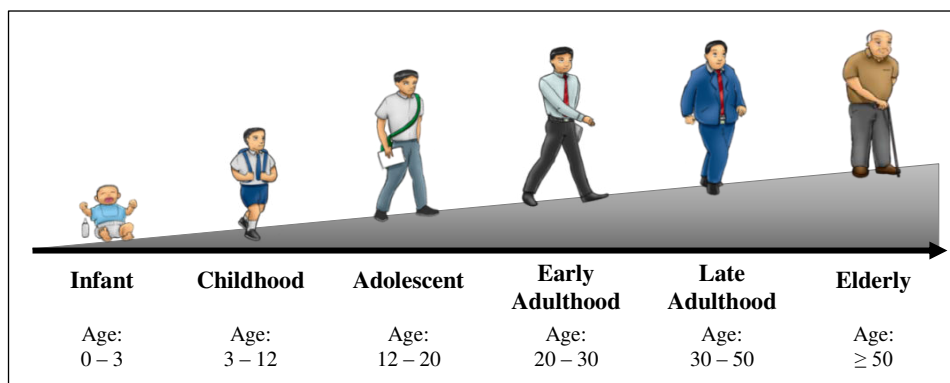 Infant
Childhood
Adolescent
Early
Adulthood
Late
Adulthood
Elderly
Age:
0 – 3
Age:
3 – 12
Age:
12 – 20
Age:
20 – 30
Age:
30 – 50
Age:
≥ 50